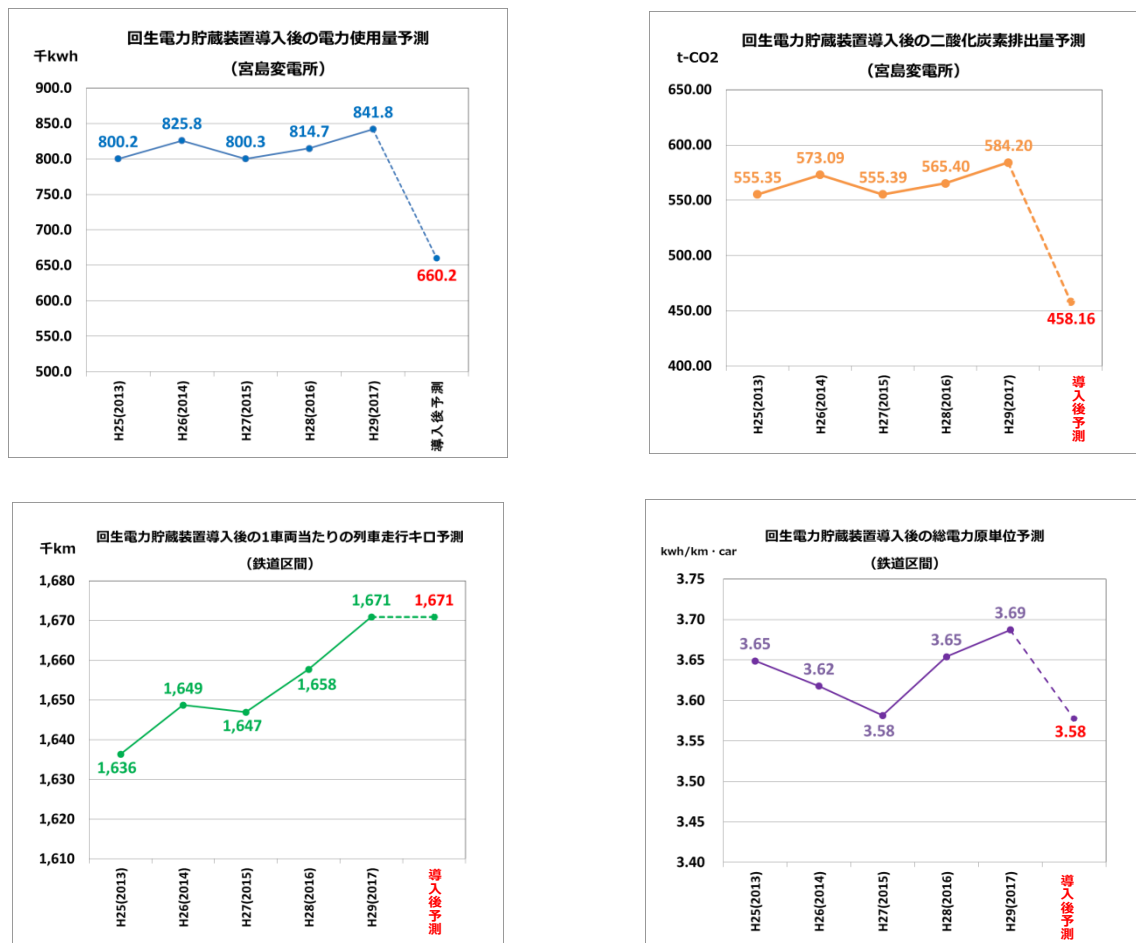 回生電力貯蔵装置導入後の電力使用量予測
(宮島変電所)
千kwh
900.0
850.0
800.0
750.0
700.0
650.0
600.0
550.0
500.0
800.2
825.8
800.3
814.7
841.8
660.2
H25(2013)
H26(2014)
H27(2015)
H28(2016)
H29(2017)
導入後予測
回生電力貯蔵装置導入後の二酸化炭素排出量予測
(宮島変電所)
t-CO2
650.00
600.00
550.00
500.00
450.00
400.00
555.35
573.09
555.39
565.40
584.20
458.16
H25(2013)
H26(2014)
H27(2015)
H28(2016)
H29(2017)
導入後予測
回生電力貯蔵装置導入後の1車両当たりの列車走行キロ予測
(鉄道区間)
千km
1,680
1,670
1,660
1,650
1,640
1,630
1,620
1,610
1,636
1,649
1,647
1,658
1,671
1,671
H25(2013)
H26(2014)
H27(2015)
H28(2016)
H29(2017)
導入後予測
回生電力貯蔵装置導入後の総電力原単位予測
(鉄道区間)
kwh/km・car
3.75
3.70
3.65
3.60
3.55
3.50
3.45
3.40
3.65
3.62
3.58
3.65
3.69
3.58
H25(2013)
H26(2014)
H27(2015)
H28(2016)
H29(2017)
導入後予測